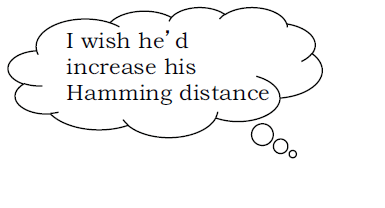 I wish he’d
increase his
Hamming distance